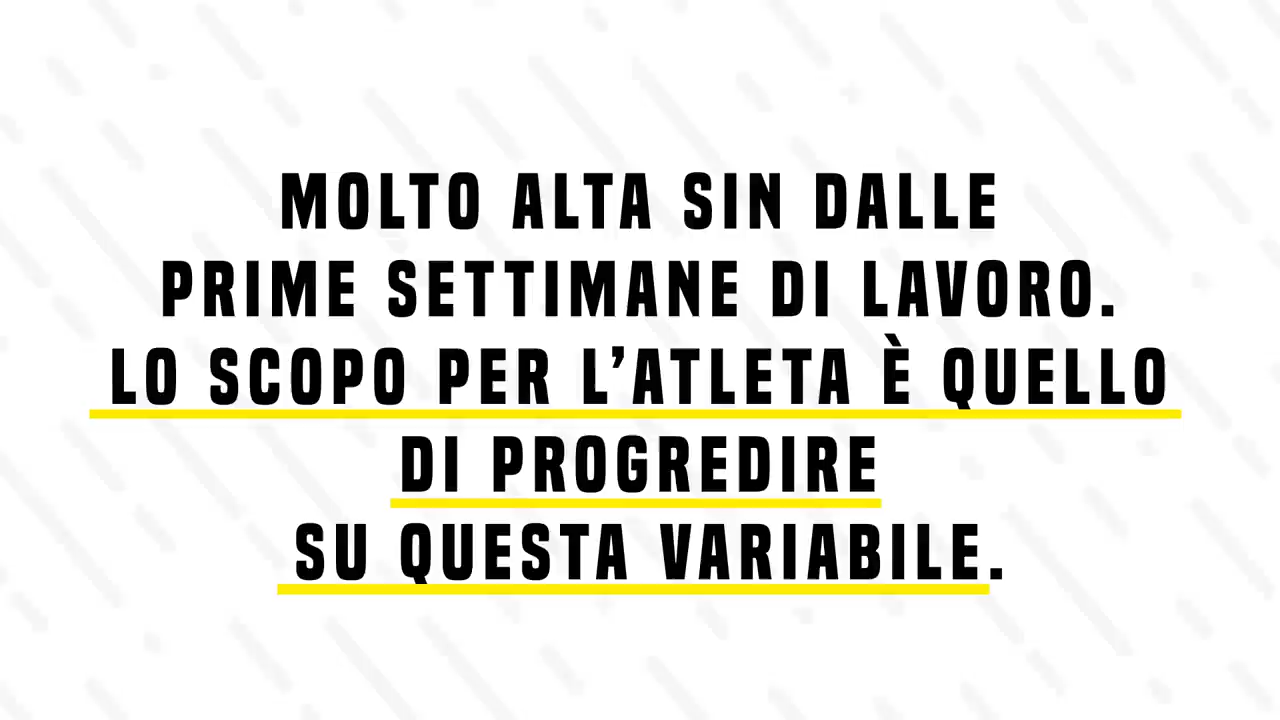 MOLTO ALTA SIN DALLE
PRIME SETTIMANE DI LAVORO.
LO SCOPO PER L’ATLETA È QUELLO
DI PROGREDIRE
SU QUESTA VARIABILE.